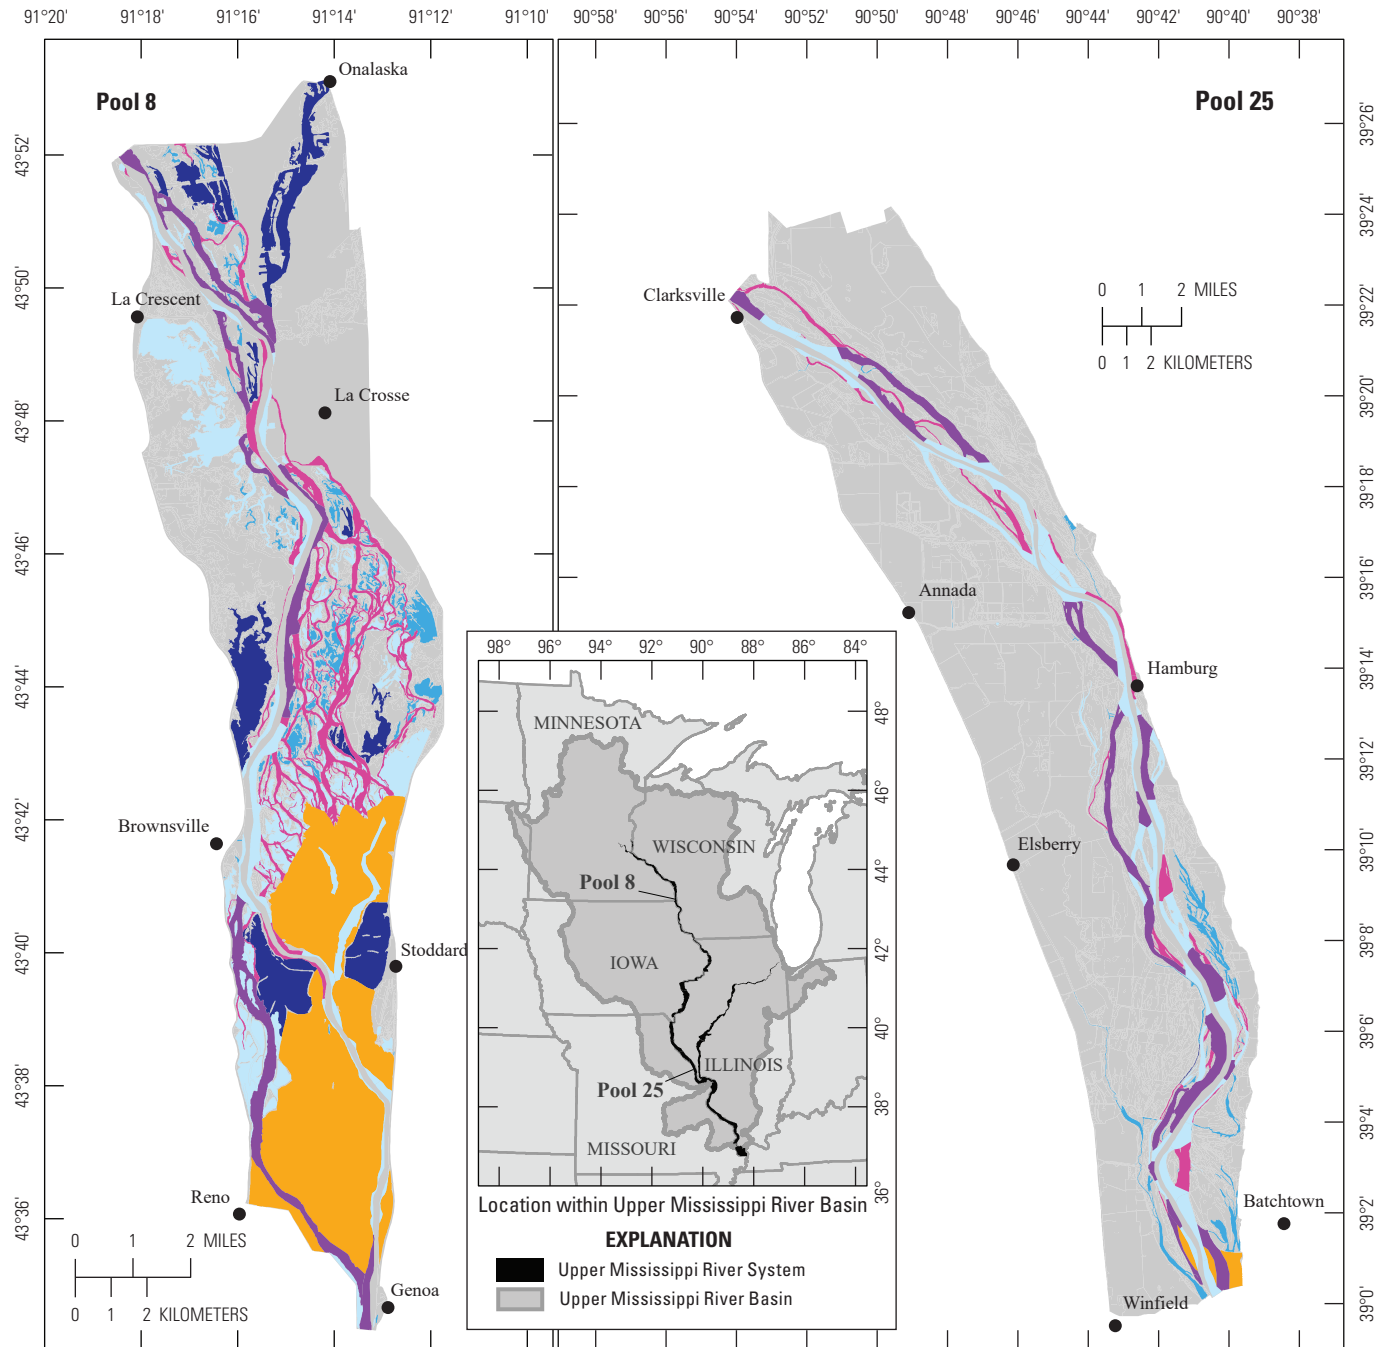 91°20' 91°18' 91°16' 91°14' 91°12' 91°10' 90°58' 90°56' 90°54' 90°52' 90°50' 90°48' 90°46' 90°44' 90°42' 90°40' 90°38'
Pool 8
Onalaska
La Crescent
La Crosse
Brownsville
Stoddard
Reno
Genoa
43°52'
43°50'
43°48'
43°46'
43°44'
43°42'
43°40'
43°38'
43°36'
0 1 2 MILES
0 1 2 KILOMETERS
Pool 25
Clarksville
Annada
Hamburg
Elsberry
Batchtown
Winfield
0 1 2 MILES
0 1 2 KILOMETERS
39°26'
39°24'
39°22'
39°20'
39°18'
39°16'
39°14'
39°12'
39°10'
39°8'
39°6'
39°4'
39°2'
39°0'
98° 96° 94° 92° 90° 88° 86° 84°
48°
46°
44°
42°
40°
38°
36°
MINNESOTA
WISCONSIN
Pool 8
IOWA
ILLINOIS
Pool 25
MISSOURI
Location within Upper Mississippi River Basin
EXPLANATION
Upper Mississippi River System
Upper Mississippi River Basin